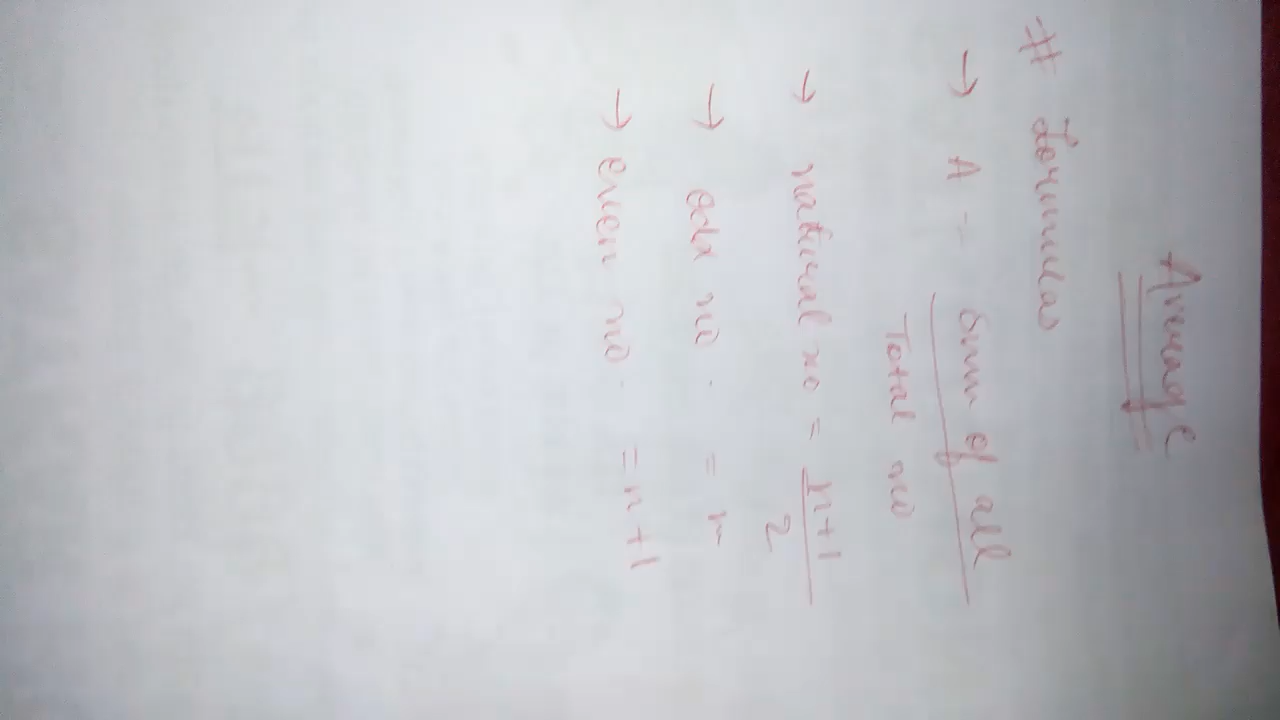 Average
# Formulas
→ A = Sum of all
Total no
→ natural no = n+1
2
→ odd no. = n
→ even no. = n+1